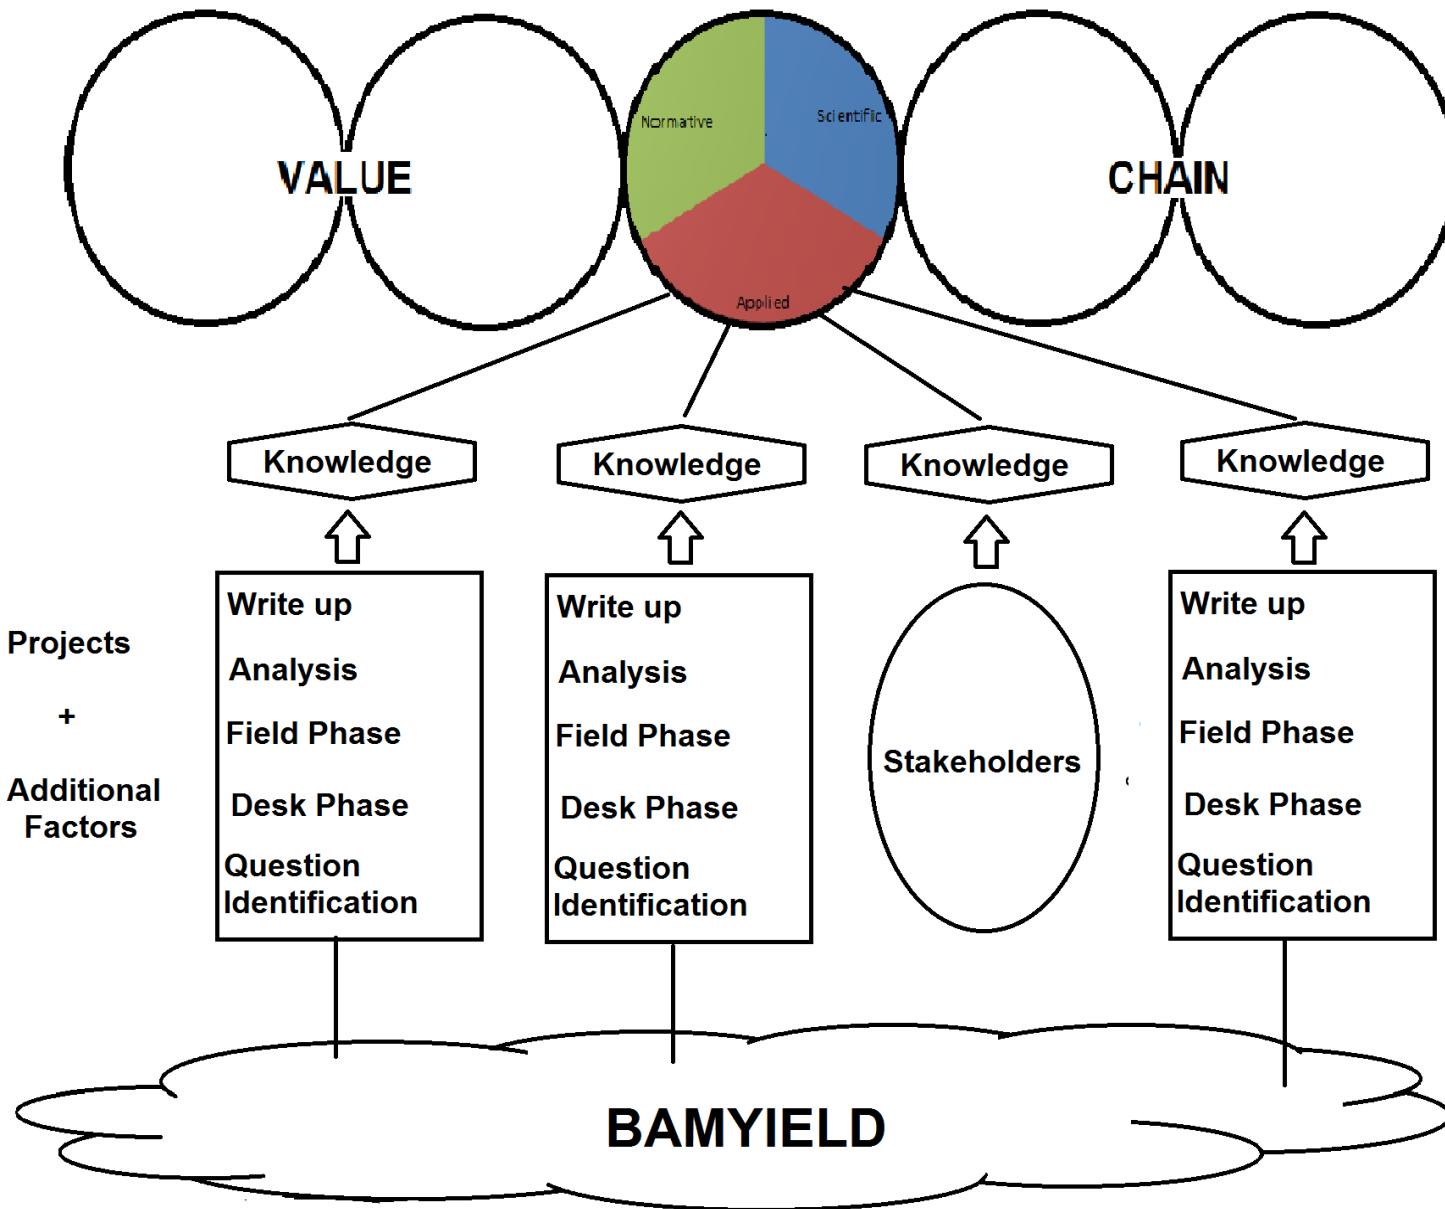 Normative
Scientific
VALUE
CHAIN
Applied
Knowledge
Knowledge
Knowledge
Knowledge
Projects
+
Additional
Factors
Write up
Analysis
Field Phase
Desk Phase
Question
Identification
Write up
Analysis
Field Phase
Desk Phase
Question
Identification
Stakeholders
Write up
Analysis
Field Phase
Desk Phase
Question
Identification
BAMYIELD